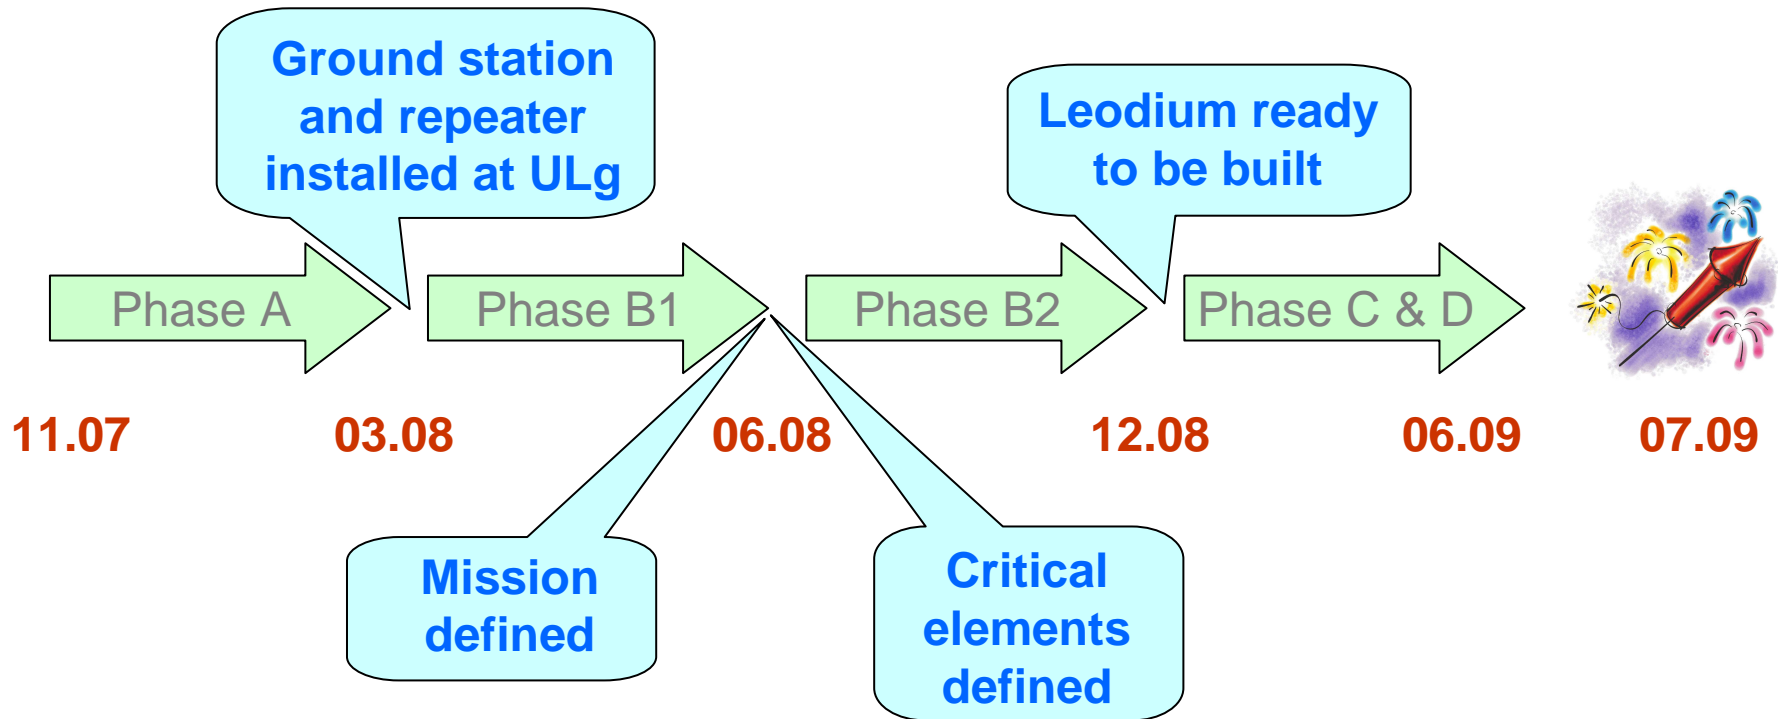 Ground station
and repeater
installed at ULg
Leodium ready
to be built
Phase A
Phase B1
Phase B2
Phase C & D
11.07
03.08
06.08
12.08
06.09
07.09
Mission
defined
Critical
elements
defined